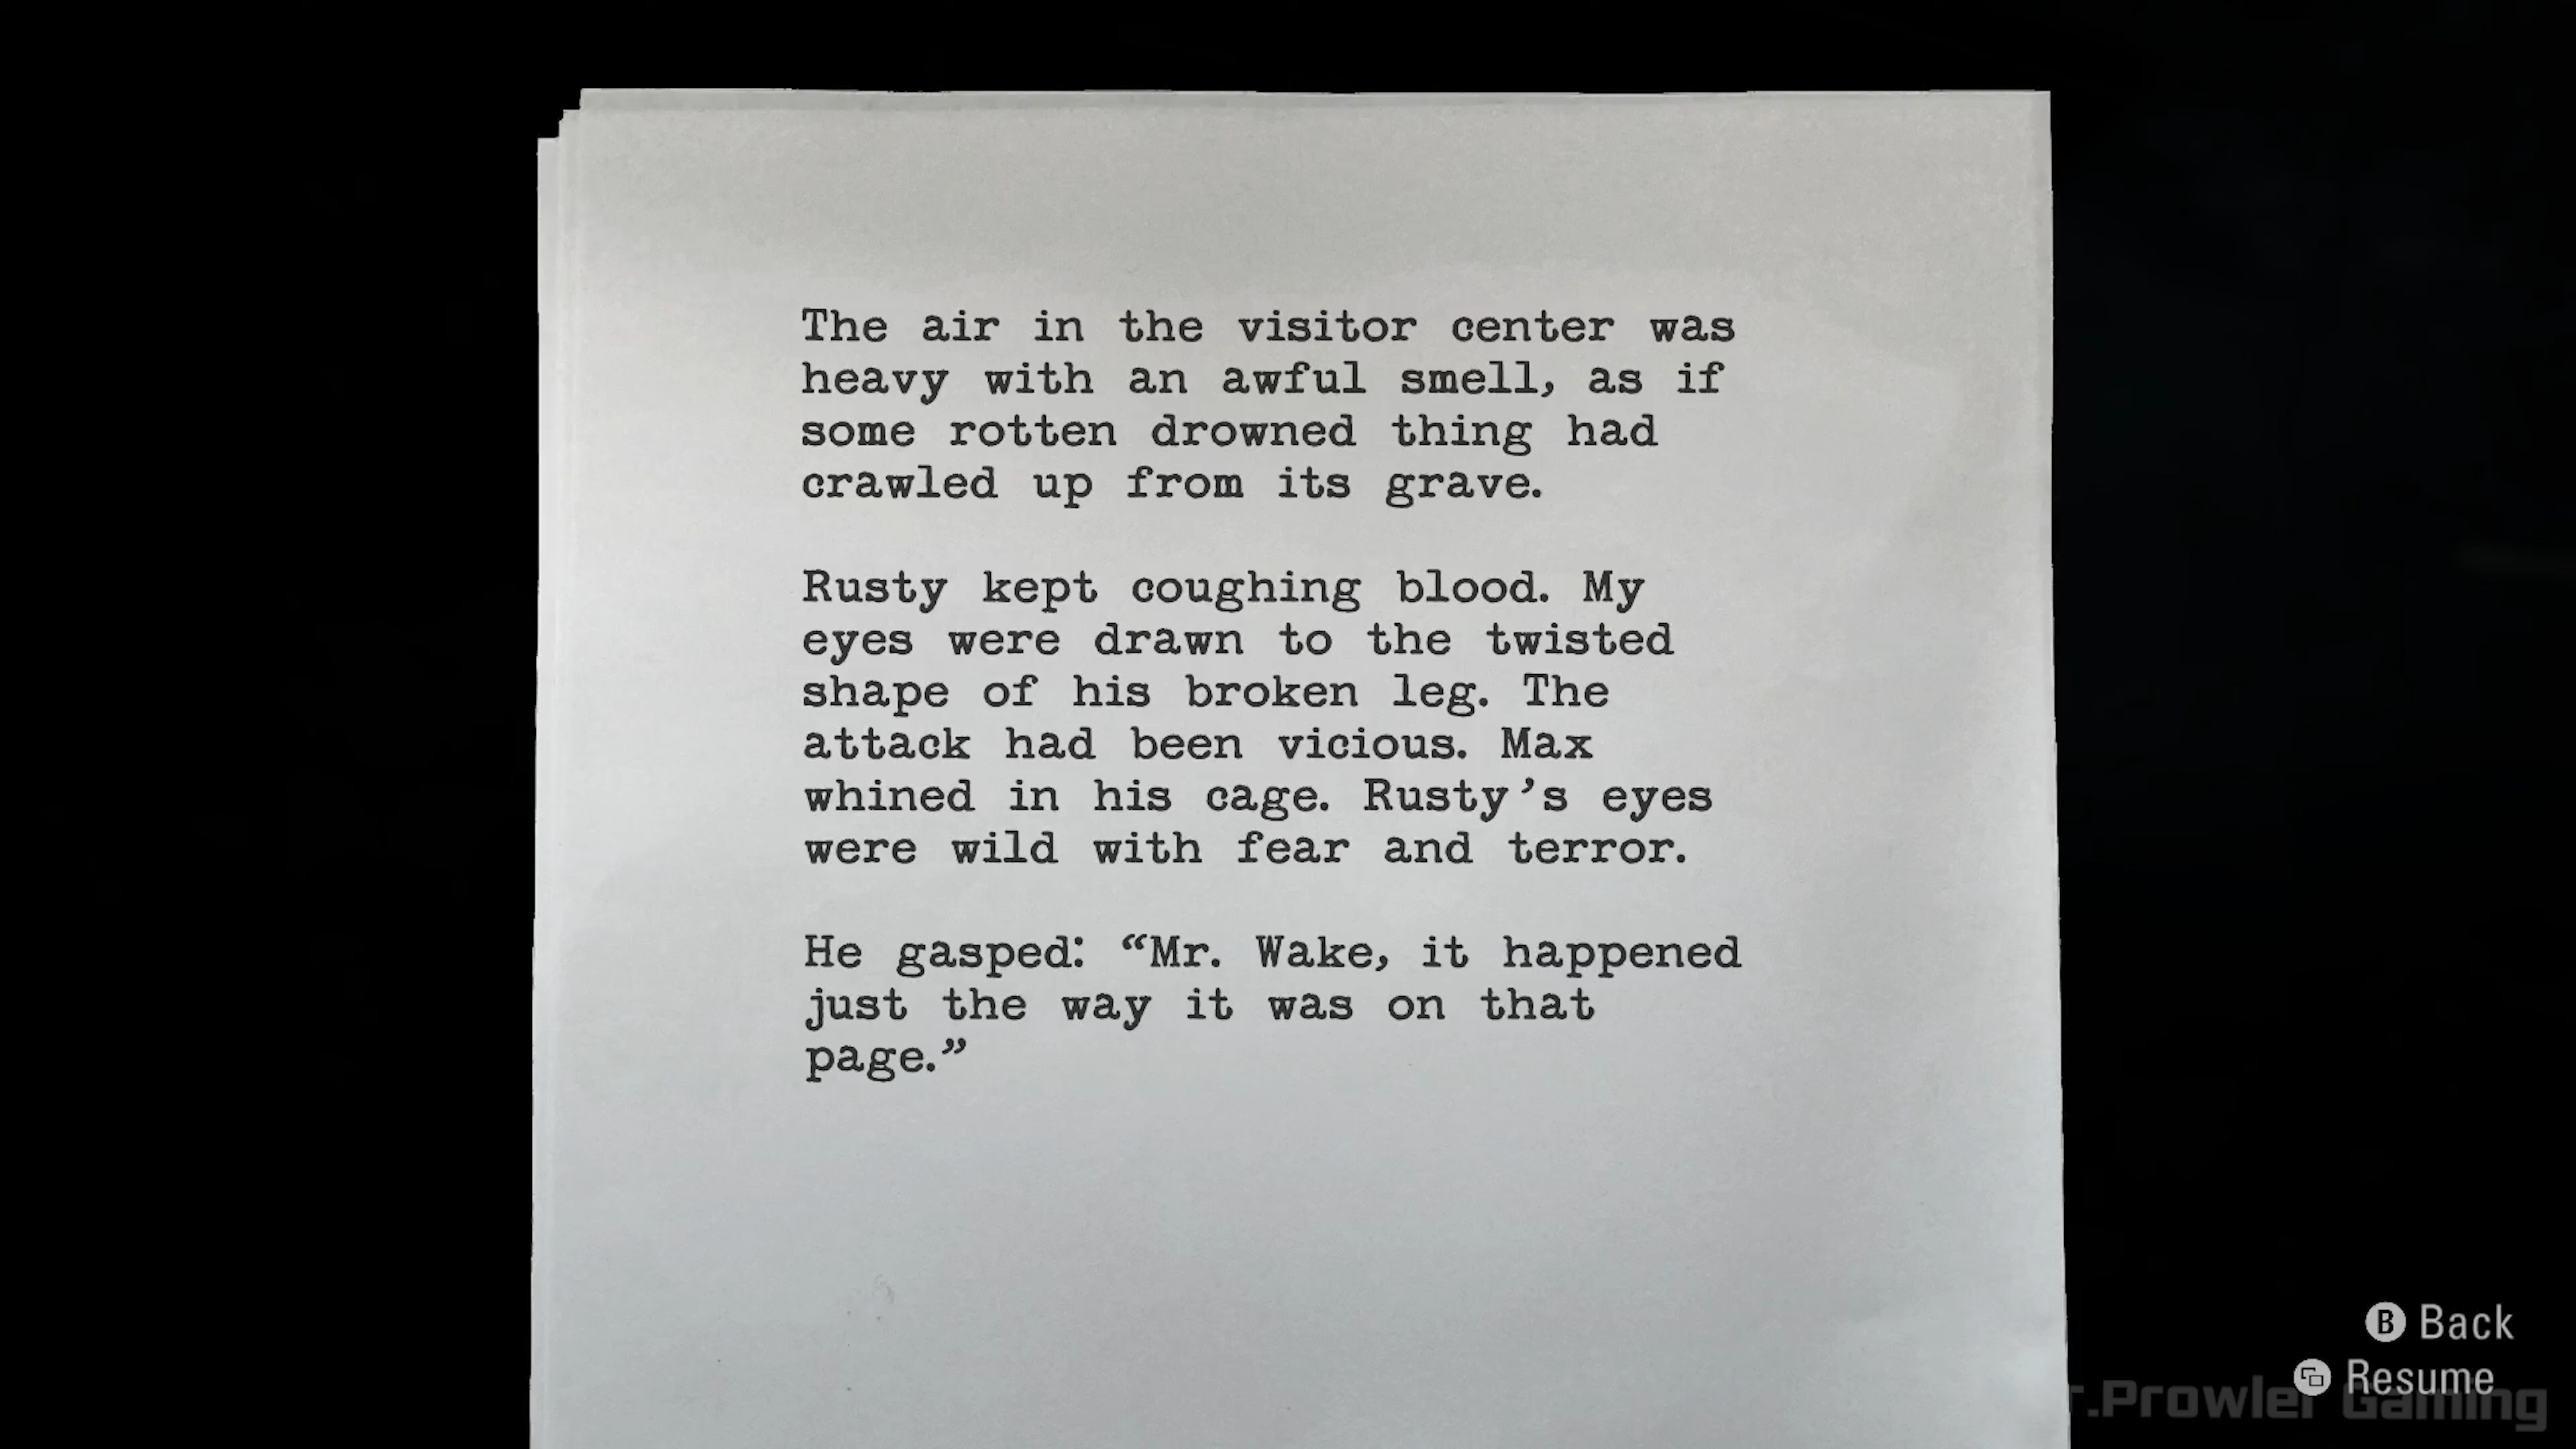 The air in the visitor center was
heavy with an awful smell, as if
some rotten drowned thing had
crawled up from its grave.
Rusty kept coughing blood. My
eyes were drawn to the twisted
shape of his broken leg. The
attack had been vicious. Max
whined in his cage. Rusty’s eyes
were wild with fear and terror.
He gasped: “Mr. Wake, it happened
just the way it was on that
page.”
B Back
Resume
r.Prowler Gaming